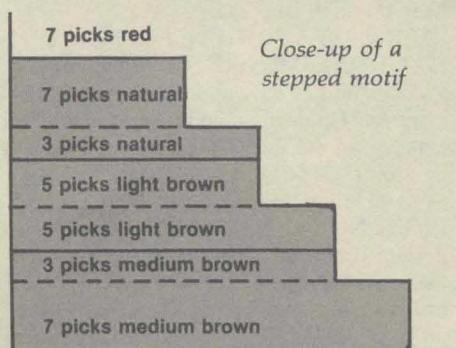 7 picks red
Close-up of a
stepped motif
7 picks natural
3 picks natural
5 picks light brown
5 picks light brown
3 picks medium brown
7 picks medium brown